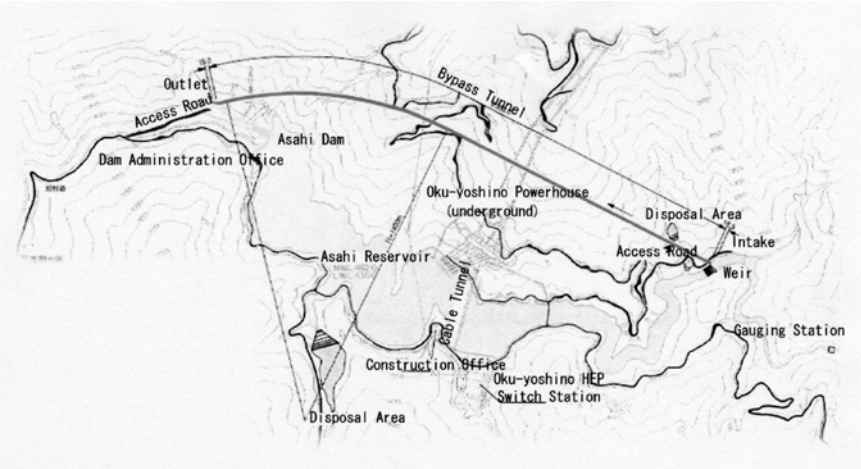 Outlet
Bypass Tunnel
Access Road
Asahi Dam
Dam Administration Office
Oku-yoshino Powerhouse
(underground)
Disposal Area
Intake
Access Road
Asahi Reservoir
Weir
Cable Tunnel
Gauging Station
Construction Office
Oku-yoshino HEP
Switch Station
Disposal Area